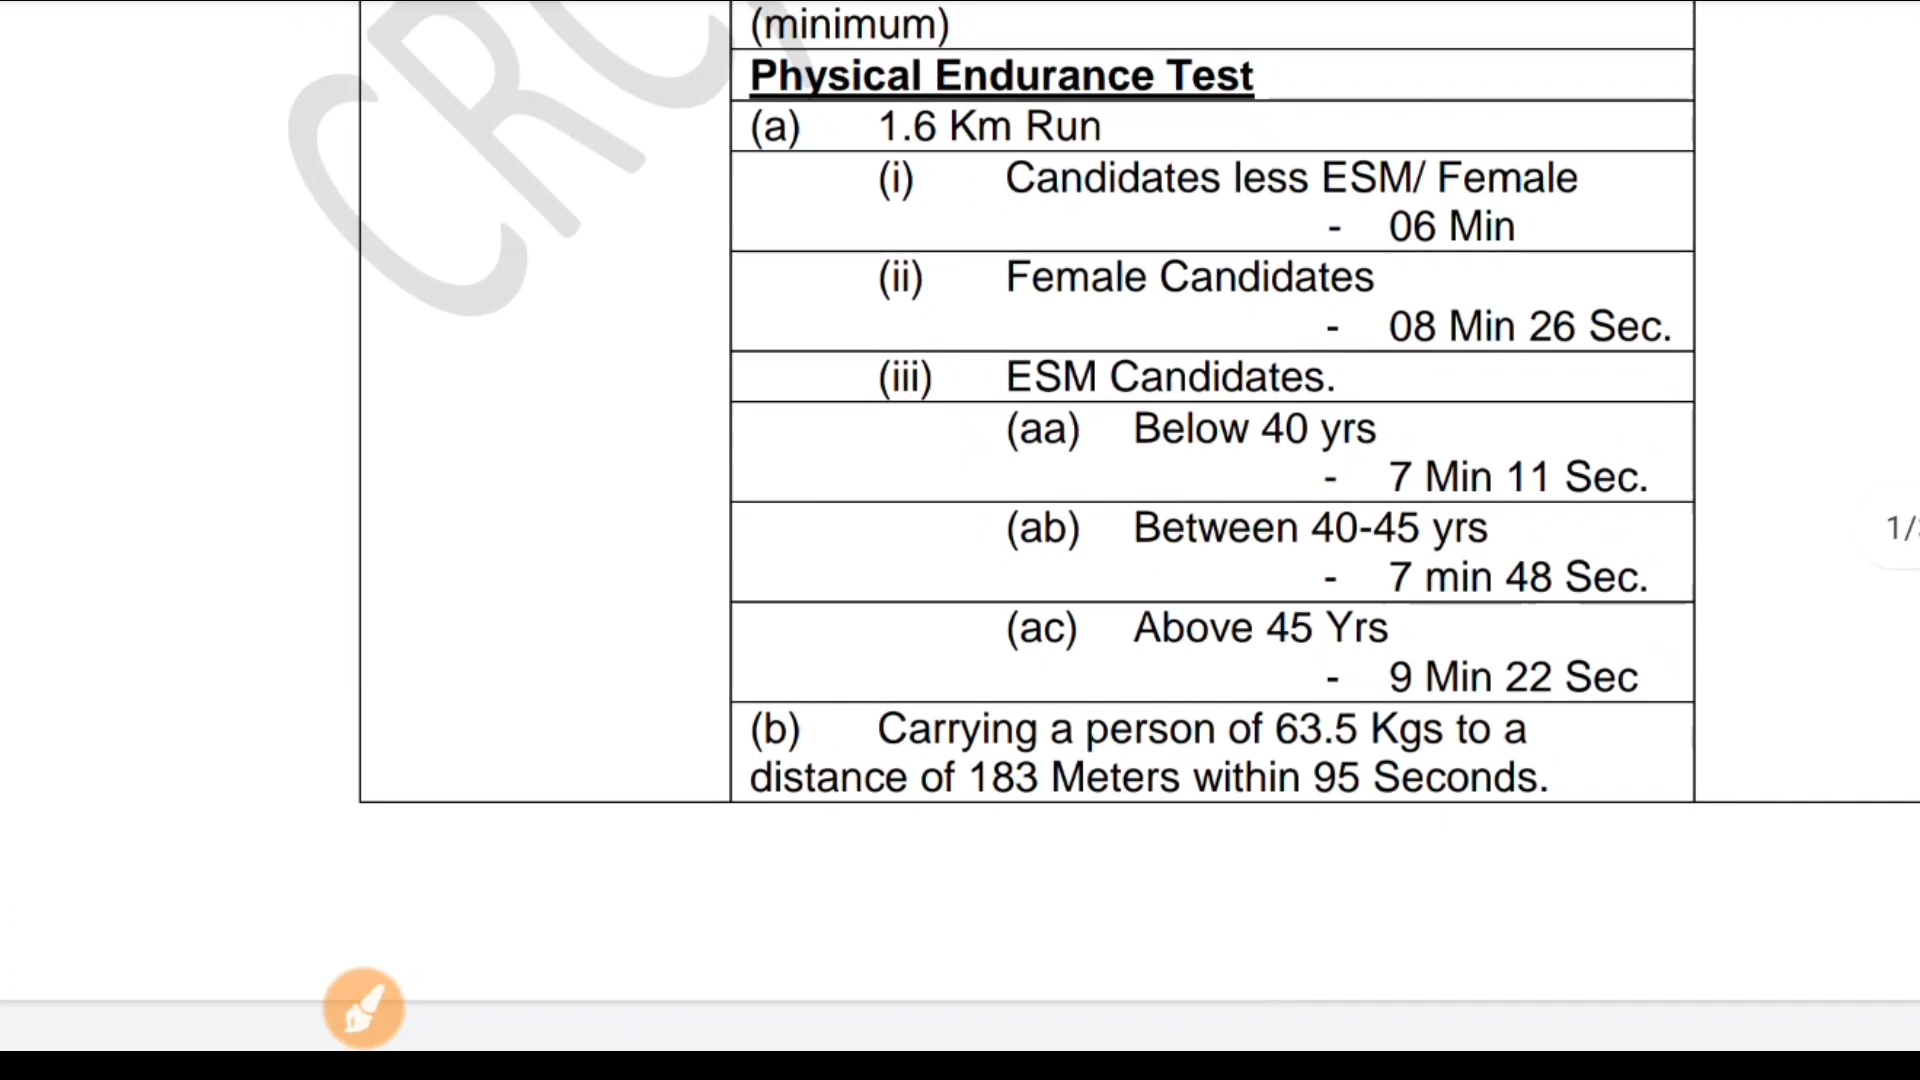 (minimum)
Physical Endurance Test
(a) 1.6 Km Run
(i) Candidates less ESM/ Female
- 06 Min
(ii) Female Candidates
- 08 Min 26 Sec.
(iii) ESM Candidates.
(aa) Below 40 yrs
- 7 Min 11 Sec.
(ab) Between 40-45 yrs
- 7 min 48 Sec.
(ac) Above 45 Yrs
- 9 Min 22 Sec
(b) Carrying a person of 63.5 Kgs to a
distance of 183 Meters within 95 Seconds.
1/